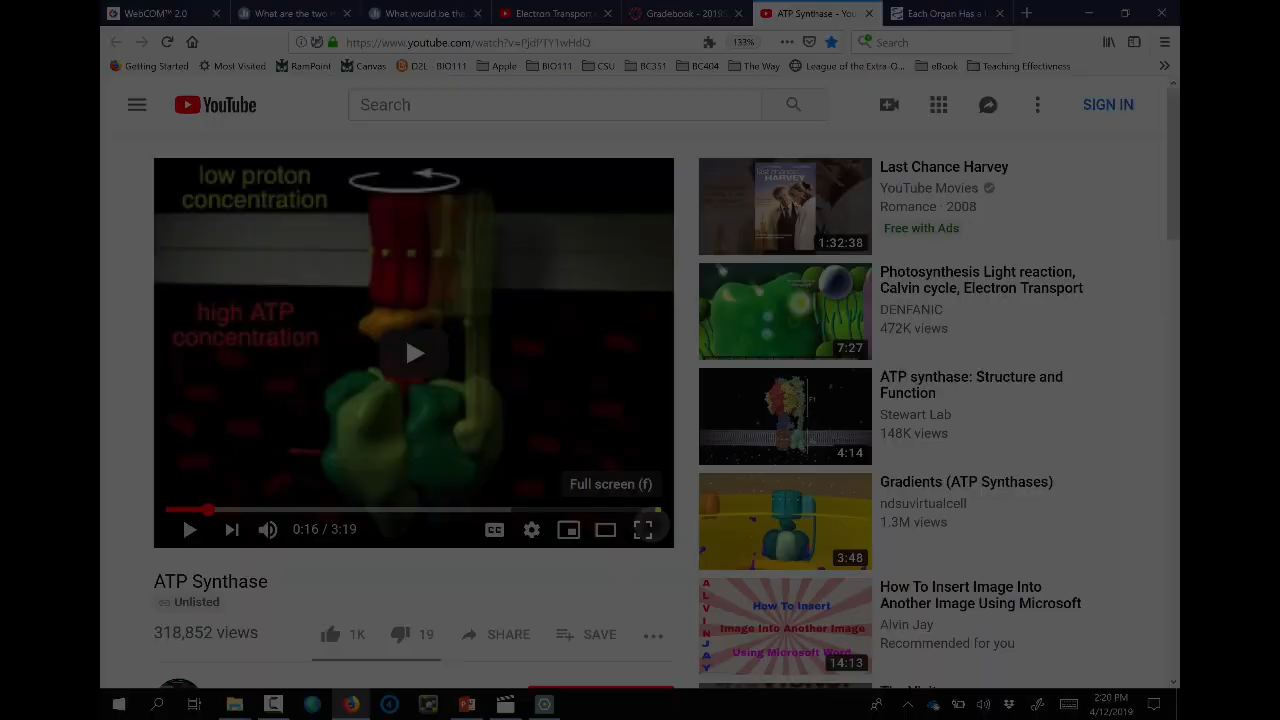 WebCOM™ 2.0
What are the two
What would be the
Electron Transport
Gradebook - 2019S
ATP Synthase - You
Each Organ Has a
https://www.youtube.com/watch?v=PjdPTY1wHdQ
133%
Search
Getting Started
Most Visited
RamPoint
Canvas
D2L - BIO111
Apple
BIO111
CSU
BC351
BC404
The Way
League of the Extra-O...
eBook
Teaching Effectivness
YouTube
Search
SIGN IN
low proton
concentration
high ATP
concentration
Full screen (f)
0:16 / 3:19
CC
ATP Synthase
Unlisted
318,852 views
1K
19
SHARE
SAVE
HARVEY
1:32:38
Last Chance Harvey
YouTube Movies
Romance · 2008
Free with Ads
7:27
Photosynthesis Light reaction,
Calvin cycle, Electron Transport
DENFANIC
472K views
4:14
ATP synthase: Structure and
Function
Stewart Lab
148K views
3:48
Gradients (ATP Synthases)
ndsuvirtualcell
1.3M views
ALVINJAY
How To Insert
Image Into Another Image
Using Microsoft Word
14:13
How To Insert Image Into
Another Image Using Microsoft
Alvin Jay
Recommended for you
2:20 PM
4/12/2019